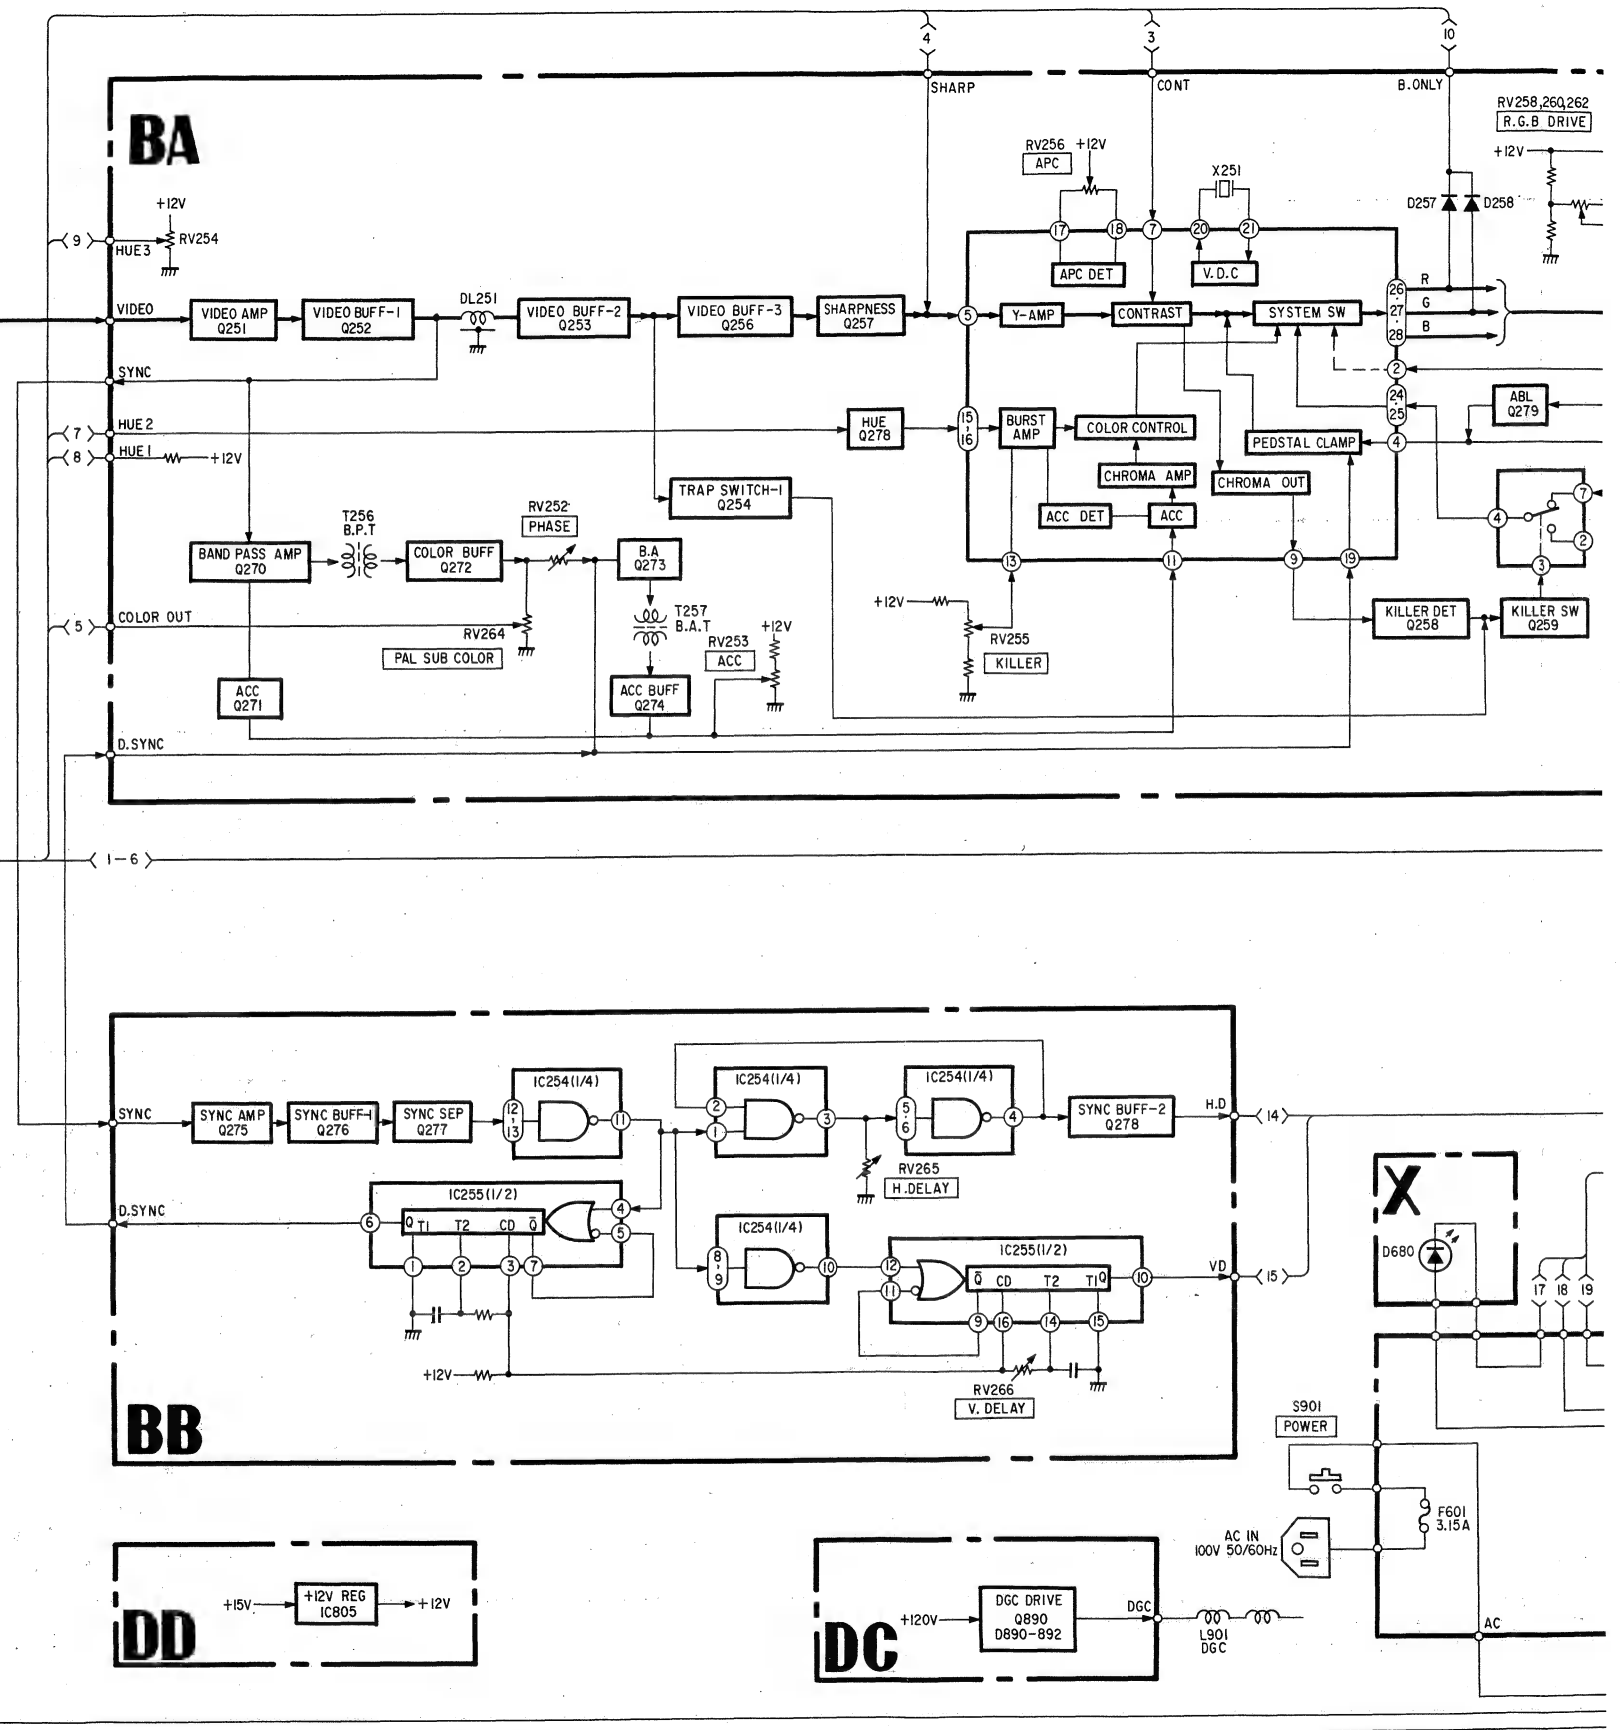 4
3
10
SHARP
CONT
B.ONLY
BA
RV258,260,262
R.G.B DRIVE
+12V
RV256
+12V
APC
X251
D257
D258
+12V
RV254
9
HUE3
17
18
7
20
21
APC DET
V.D.C
VIDEO
VIDEO AMP
Q251
VIDEO BUFF-1
Q252
DL251
VIDEO BUFF-2
Q253
VIDEO BUFF-3
Q256
SHARPNESS
Q257
5
Y-AMP
CONTRAST
SYSTEM SW
26
27
28
R
G
B
SYNC
2
24
25
ABL
Q279
7
HUE 2
HUE
Q278
15
16
BURST
AMP
COLOR CONTROL
PEDSTAL CLAMP
4
8
HUE 1
+12V
CHROMA AMP
CHROMA OUT
TRAP SWITCH-1
Q254
ACC DET
ACC
7
4
2
3
RV252
PHASE
T256
B.P.T
BAND PASS AMP
Q270
COLOR BUFF
Q272
B.A
Q273
13
11
9
19
5
COLOR OUT
T257
B.A.T
RV264
PAL SUB COLOR
RV253
ACC
+12V
+12V
RV255
KILLER
KILLER DET
Q258
KILLER SW
Q259
ACC
Q271
ACC BUFF
Q274
D.SYNC
1-6
SYNC
SYNC AMP
Q275
SYNC BUFF-1
Q276
SYNC SEP
Q277
IC254(1/4)
12
13
11
IC254(1/4)
2
1
3
IC254(1/4)
5
6
4
SYNC BUFF-2
Q278
H.D
14
RV265
H.DELAY
D.SYNC
IC255(1/2)
6
Q
T1
T2
CD
Q̅
4
5
1
2
3
7
IC254(1/4)
8
9
10
IC255(1/2)
12
11
Q̅
CD
T2
T1
Q
10
9
16
14
15
VD
15
+12V
RV266
V. DELAY
BB
X
D680
17
18
19
S901
POWER
F601
3.15A
AC IN
100V 50/60Hz
AC
+15V
+12V REG
IC805
+12V
DD
+120V
DGC DRIVE
Q890
D890-892
DGC
L901
DGC
DC